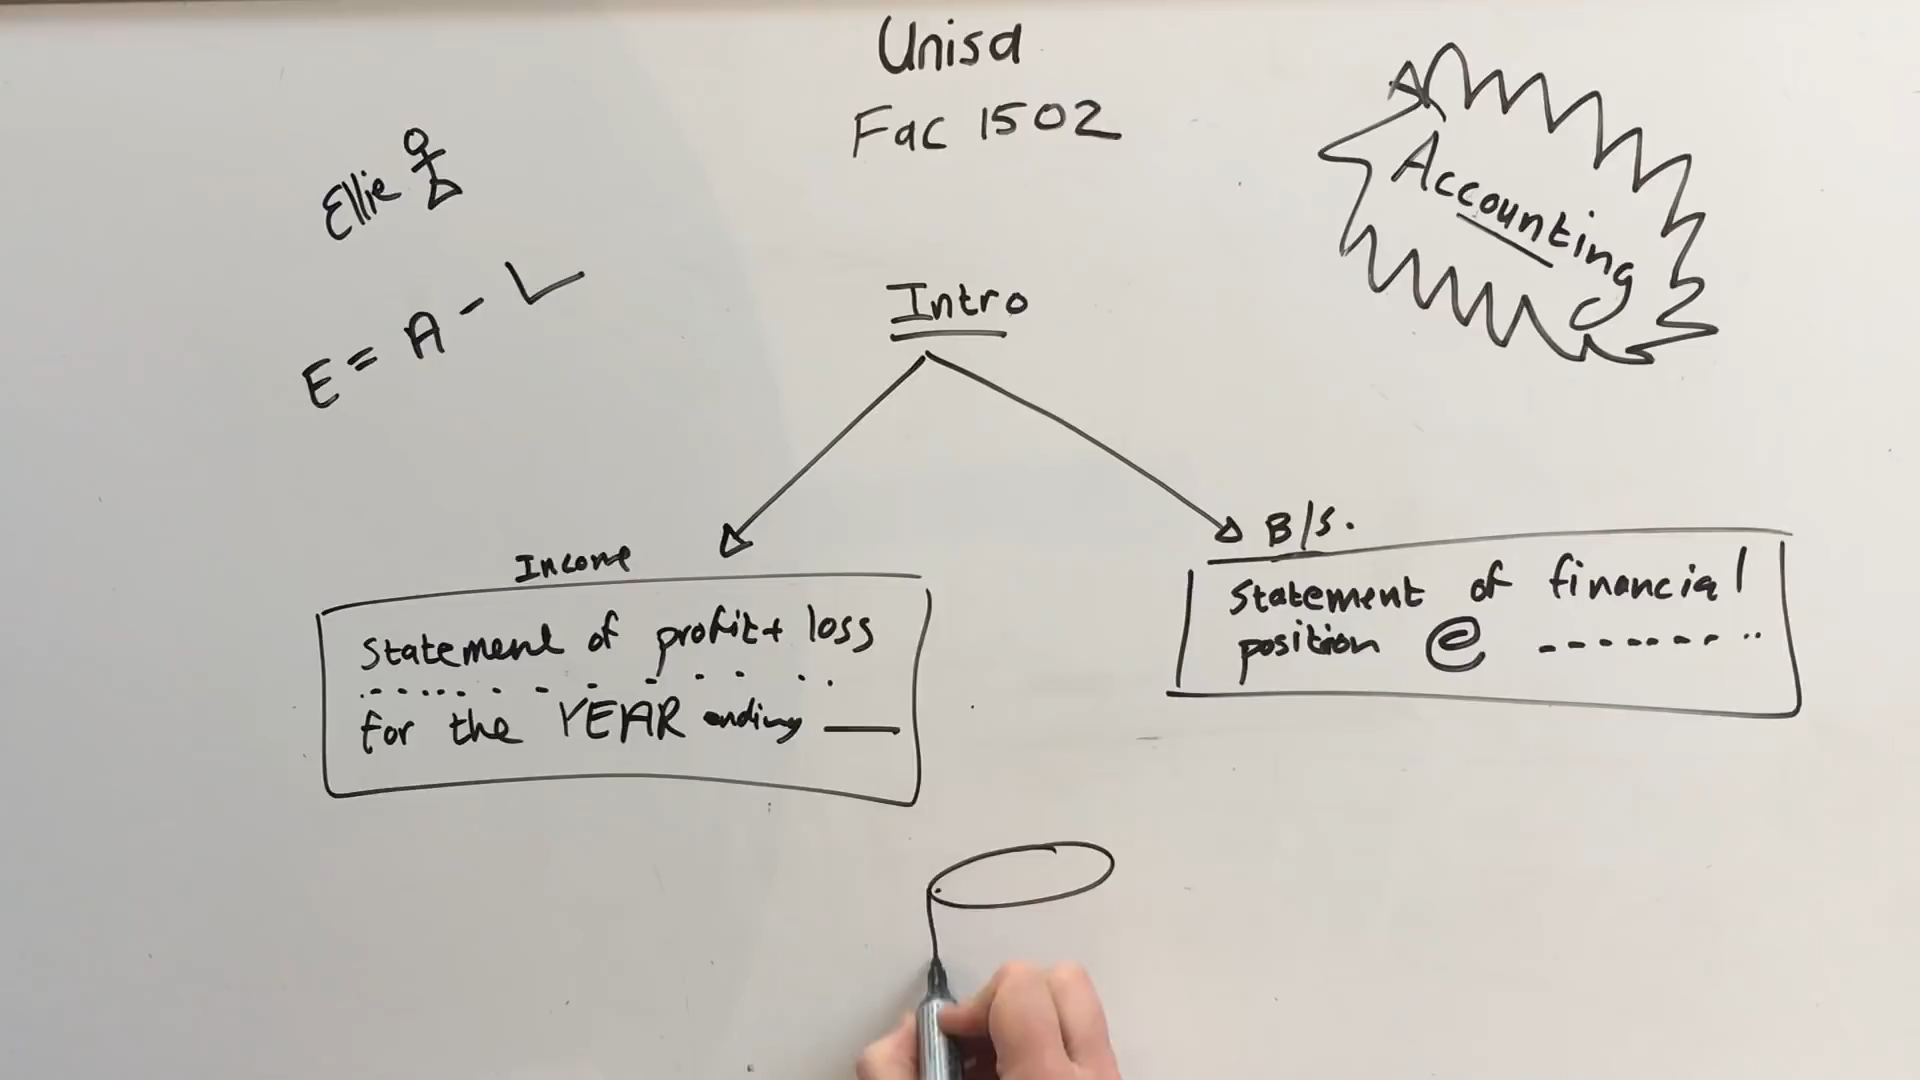 Unisa
Fac 1502
Ellie
E = A - L
Accounting
Intro
Income
Statement of profit + loss
for the YEAR ending
B/S.
Statement of financial
position @